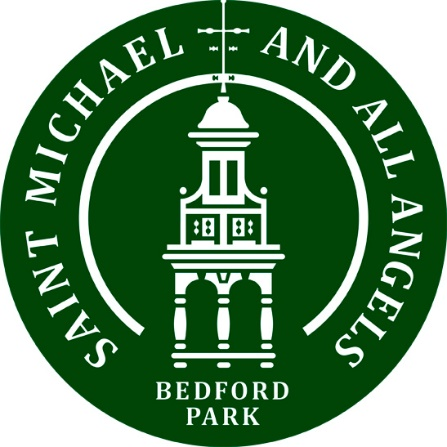 SAINT MICHAEL AND ALL ANGELS
BEDFORD
PARK